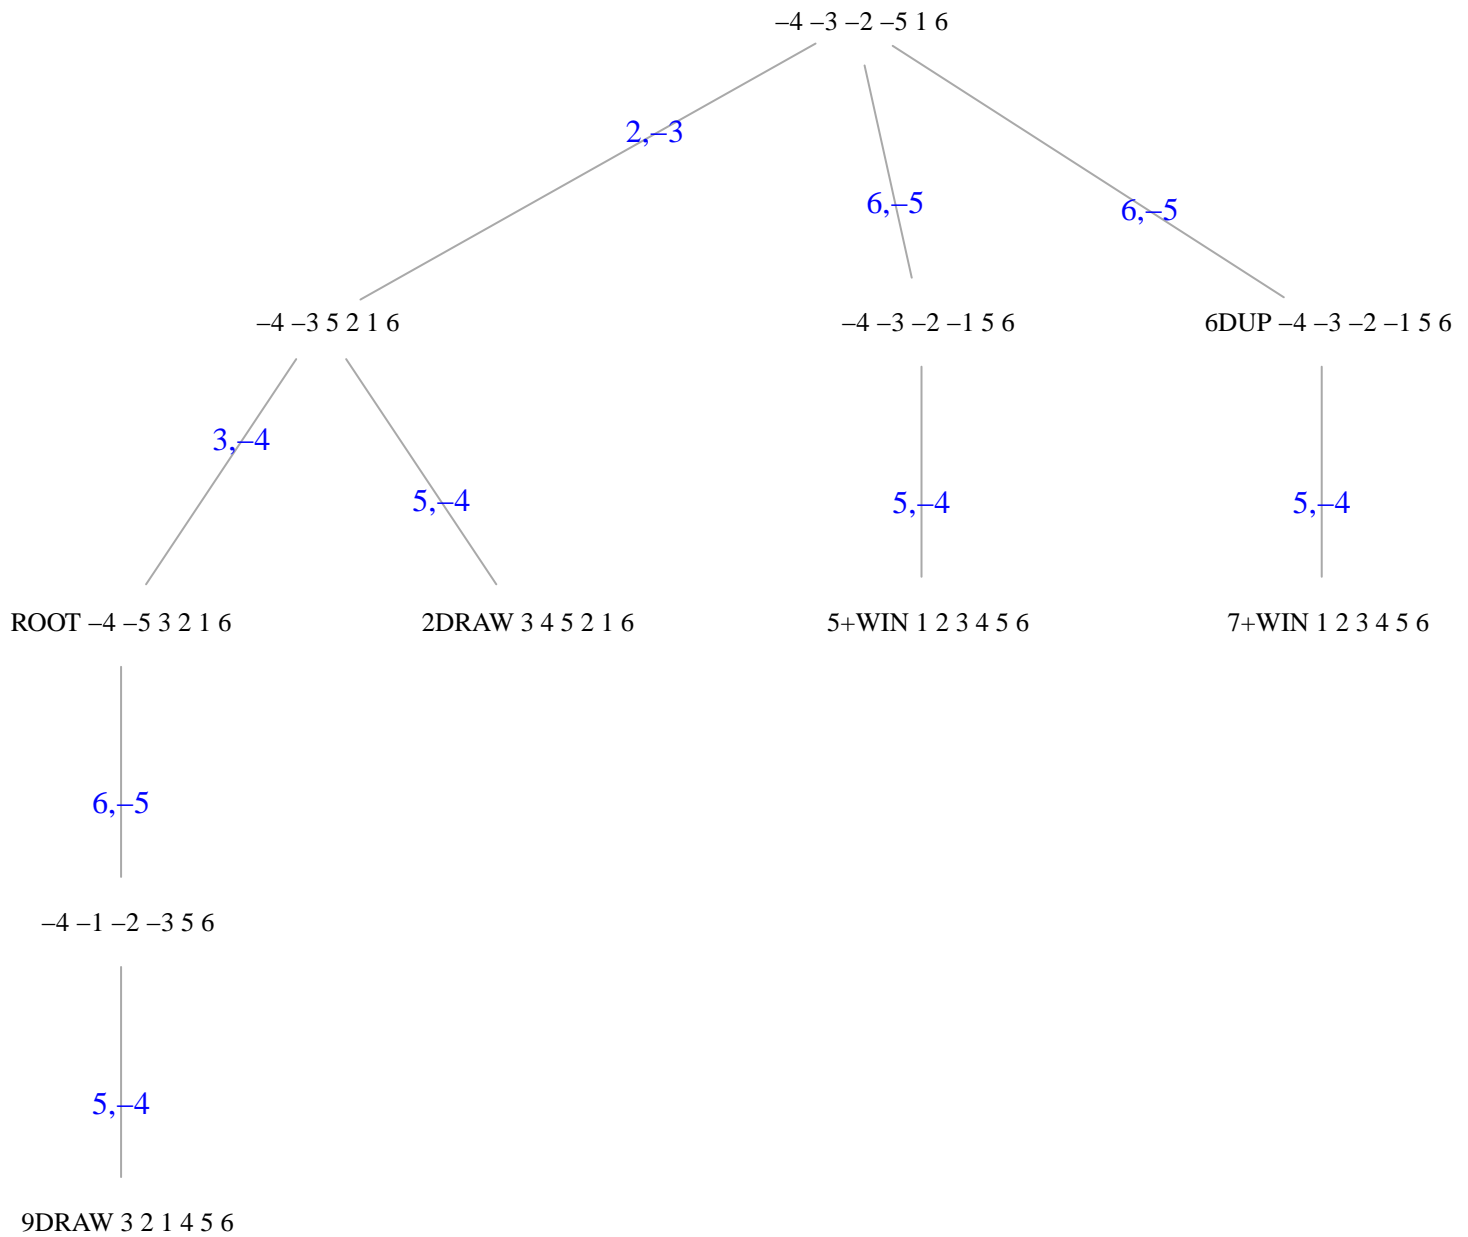 –4 –3 –2 –5 1 6
2,–3
6,–5
6,–5
–4 –3 5 2 1 6
–4 –3 –2 –1 5 6
6DUP –4 –3 –2 –1 5 6
3,–4
5,–4
5,–4
5,–4
ROOT –4 –5 3 2 1 6
2DRAW 3 4 5 2 1 6
5+WIN 1 2 3 4 5 6
7+WIN 1 2 3 4 5 6
6,–5
–4 –1 –2 –3 5 6
5,–4
9DRAW 3 2 1 4 5 6